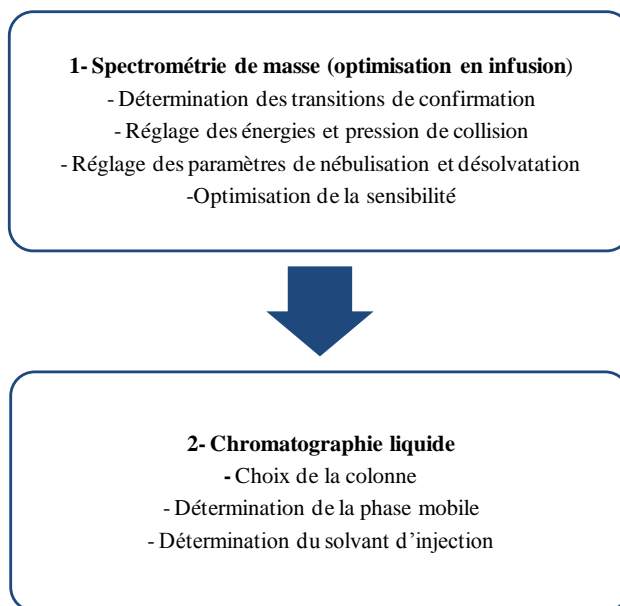 1- Spectrométrie de masse (optimisation en infusion)
- Détermination des transitions de confirmation
- Réglage des énergies et pression de collision
- Réglage des paramètres de nébulisation et désolvatation
-Optimisation de la sensibilité
2- Chromatographie liquide
- Choix de la colonne
- Détermination de la phase mobile
- Détermination du solvant d’injection